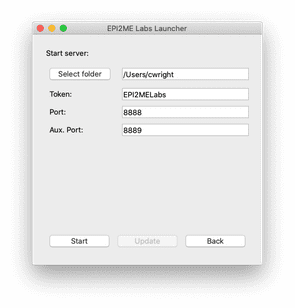 EPI2ME Labs Launcher
Start server:
Select folder /Users/cwright
Token: EPI2MELabs
Port: 8888
Aux. Port: 8889
Start Update Back